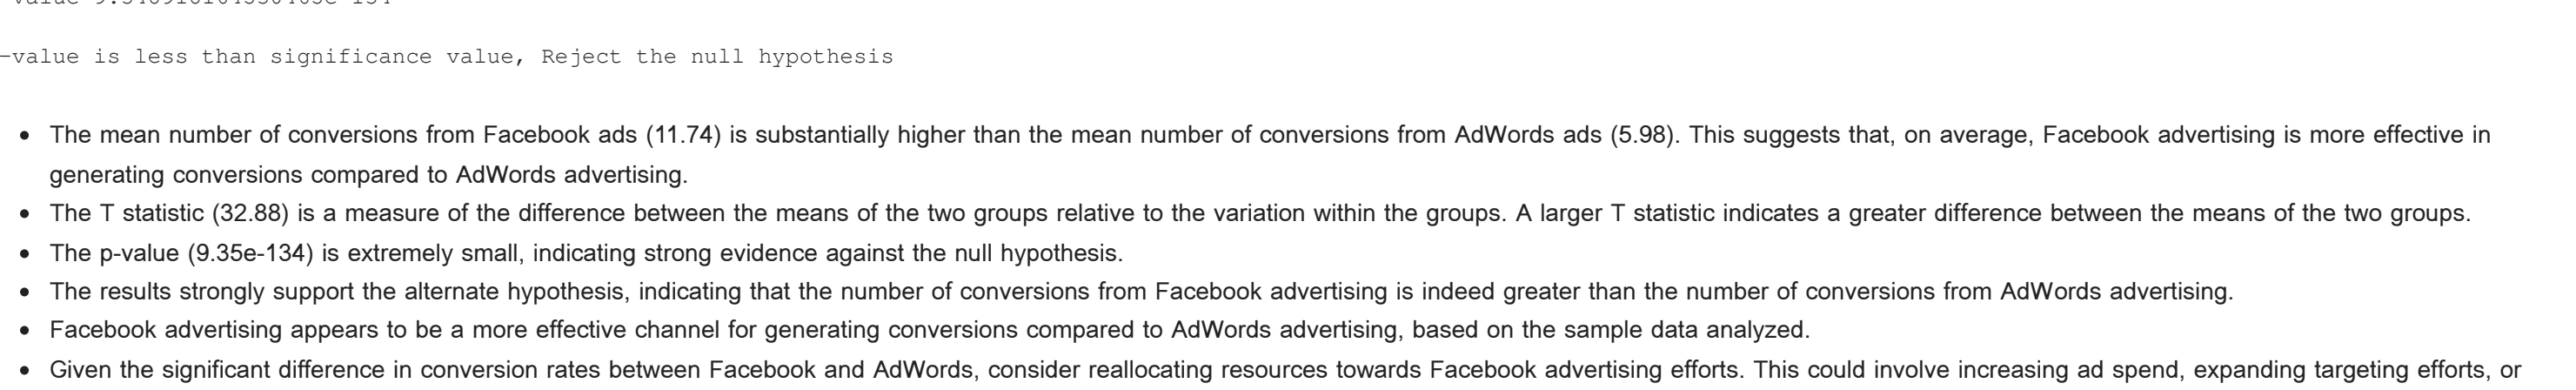 -value is less than significance value, Reject the null hypothesis
• The mean number of conversions from Facebook ads (11.74) is substantially higher than the mean number of conversions from AdWords ads (5.98). This suggests that, on average, Facebook advertising is more effective in
generating conversions compared to AdWords advertising.
• The T statistic (32.88) is a measure of the difference between the means of the two groups relative to the variation within the groups. A larger T statistic indicates a greater difference between the means of the two groups.
• The p-value (9.35e-134) is extremely small, indicating strong evidence against the null hypothesis.
• The results strongly support the alternate hypothesis, indicating that the number of conversions from Facebook advertising is indeed greater than the number of conversions from AdWords advertising.
• Facebook advertising appears to be a more effective channel for generating conversions compared to AdWords advertising, based on the sample data analyzed.
• Given the significant difference in conversion rates between Facebook and AdWords, consider reallocating resources towards Facebook advertising efforts. This could involve increasing ad spend, expanding targeting efforts, or